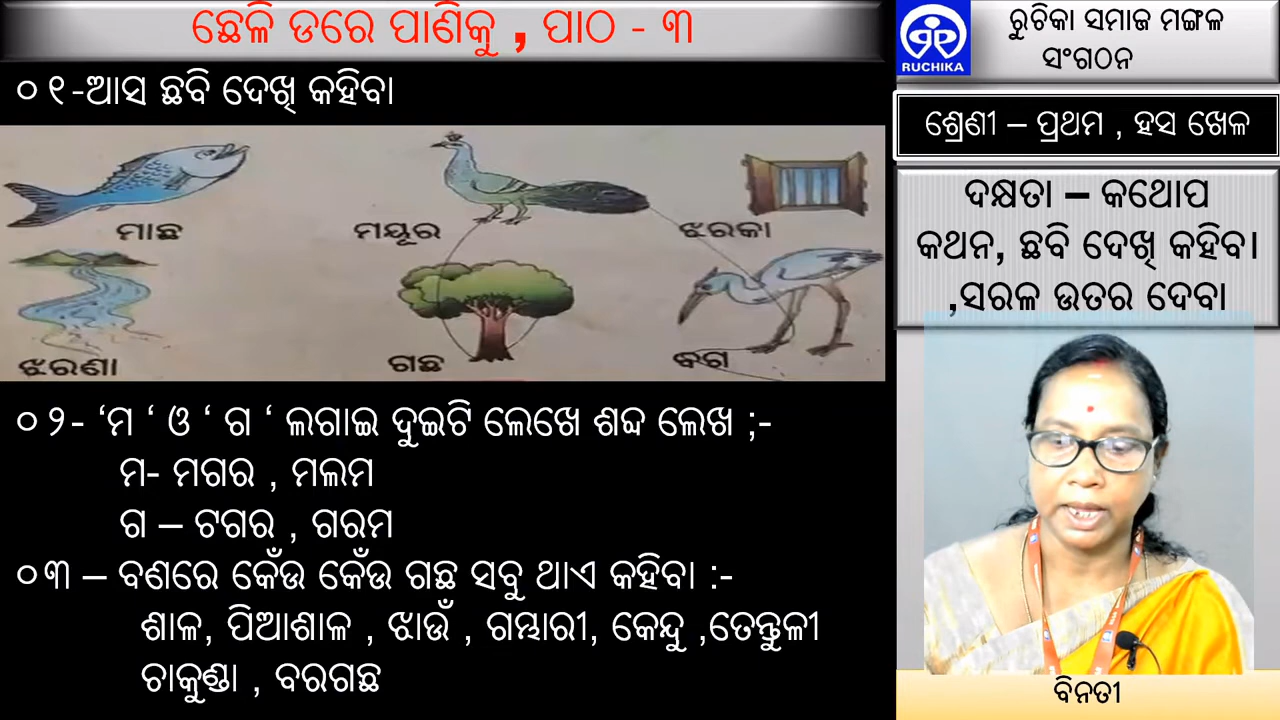 ଛେଳି ଡରେ ପାଣିକୁ , ପାଠ - ୩
୦୧-ଆସ ଛବି ଦେଖି କହିବା
ମାଛ
ମୟୂର
ଝରକା
ଝରଣା
ଗଛ
ବଗ
୦୨- ‘ମ ‘ ଓ ‘ ଗ ‘ ଲଗାଇ ଦୁଇଟି ଲେଖେ ଶବ୍ଦ ଲେଖ ;-
ମ- ମଗର , ମଲମ
ଗ – ଟଗର , ଗରମ
୦୩ – ବଣରେ କେଁଉ କେଁଉ ଗଛ ସବୁ ଥାଏ କହିବା :-
ଶାଳ, ପିଆଶାଳ , ଝାଉଁ , ଗମ୍ଭାରୀ, କେନ୍ଦୁ ,ତେନ୍ତୁଳୀ
ଚାକୁଣ୍ଡା , ବରଗଛ
RUCHIKA
ରୁଚିକା ସମାଜ ମଙ୍ଗଳ
ସଂଗଠନ
ଶ୍ରେଣୀ – ପ୍ରଥମ , ହସ ଖେଳ
ଦକ୍ଷତା – କଥୋପ
କଥନ, ଛବି ଦେଖି କହିବା
,ସରଳ ଉତର ଦେବା
ବିନତୀ